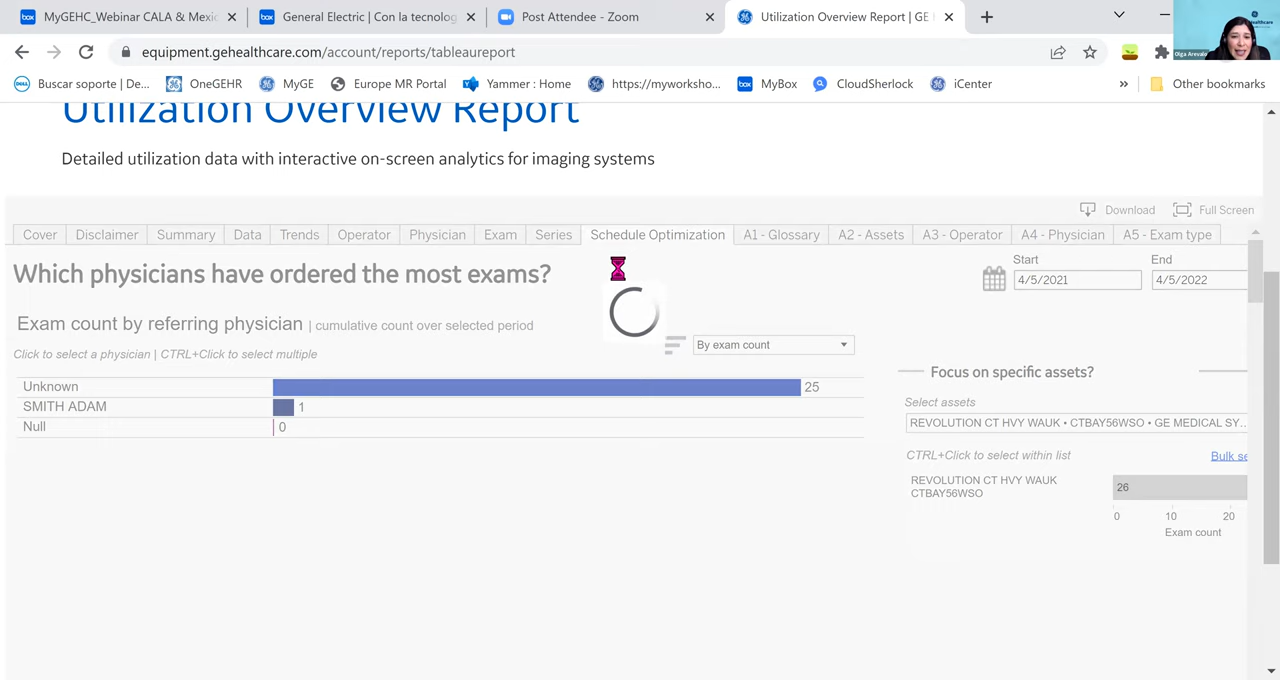 MyGEHC_Webinar CALA & Mexic
General Electric | Con la tecnolog
Post Attendee - Zoom
Utilization Overview Report | GE
equipment.gehealthcare.com/account/reports/tableaureport
Olga Arevalo
Buscar soporte | De...
OneGEHR
MyGE
Europe MR Portal
Yammer : Home
https://myworksho...
MyBox
CloudSherlock
iCenter
»
Other bookmarks
Utilization Overview Report
Detailed utilization data with interactive on-screen analytics for imaging systems
Download
Full Screen
Cover
Disclaimer
Summary
Data
Trends
Operator
Physician
Exam
Series
Schedule Optimization
A1 - Glossary
A2 - Assets
A3 - Operator
A4 - Physician
A5 - Exam type
Which physicians have ordered the most exams?
Start
End
4/5/2021
4/5/2022
Exam count by referring physician | cumulative count over selected period
By exam count
Click to select a physician | CTRL+Click to select multiple
Unknown
25
SMITH ADAM
1
Null
0
Focus on specific assets?
Select assets
REVOLUTION CT HVY WAUK • CTBAY56WSO • GE MEDICAL SY...
CTRL+Click to select within list
Bulk se
REVOLUTION CT HVY WAUK
CTBAY56WSO
26
0
10
20
Exam count